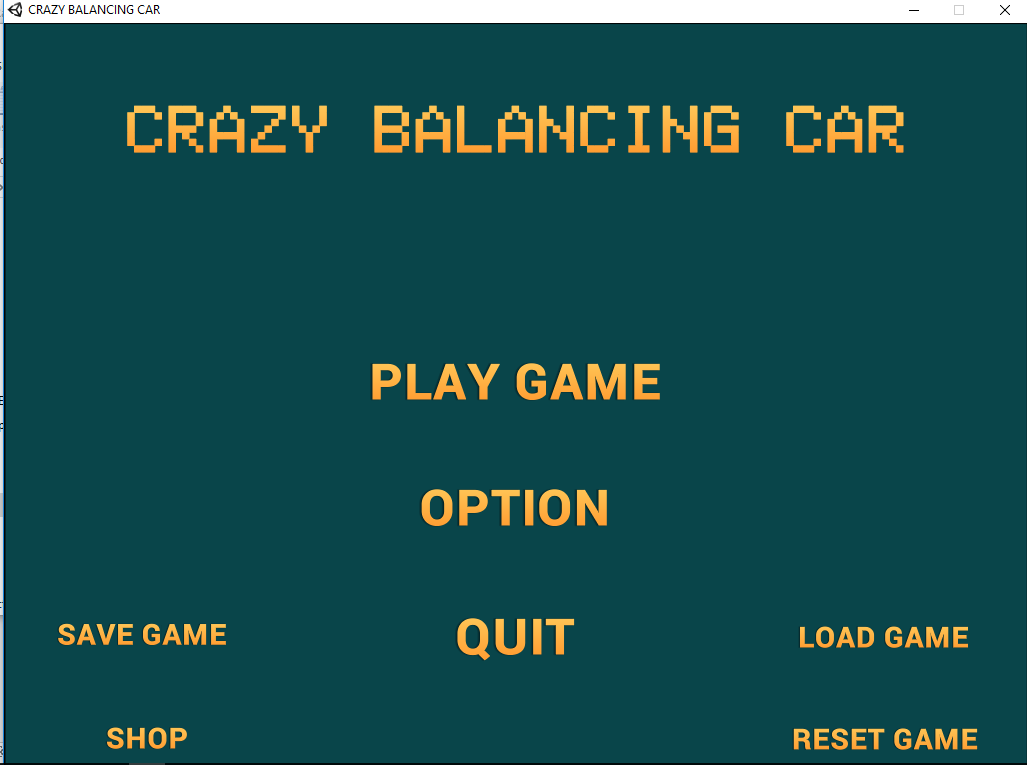 CRAZY BALANCING CAR
CRAZY BALANCING CAR
PLAY GAME
OPTION
SAVE GAME
QUIT
LOAD GAME
SHOP
RESET GAME